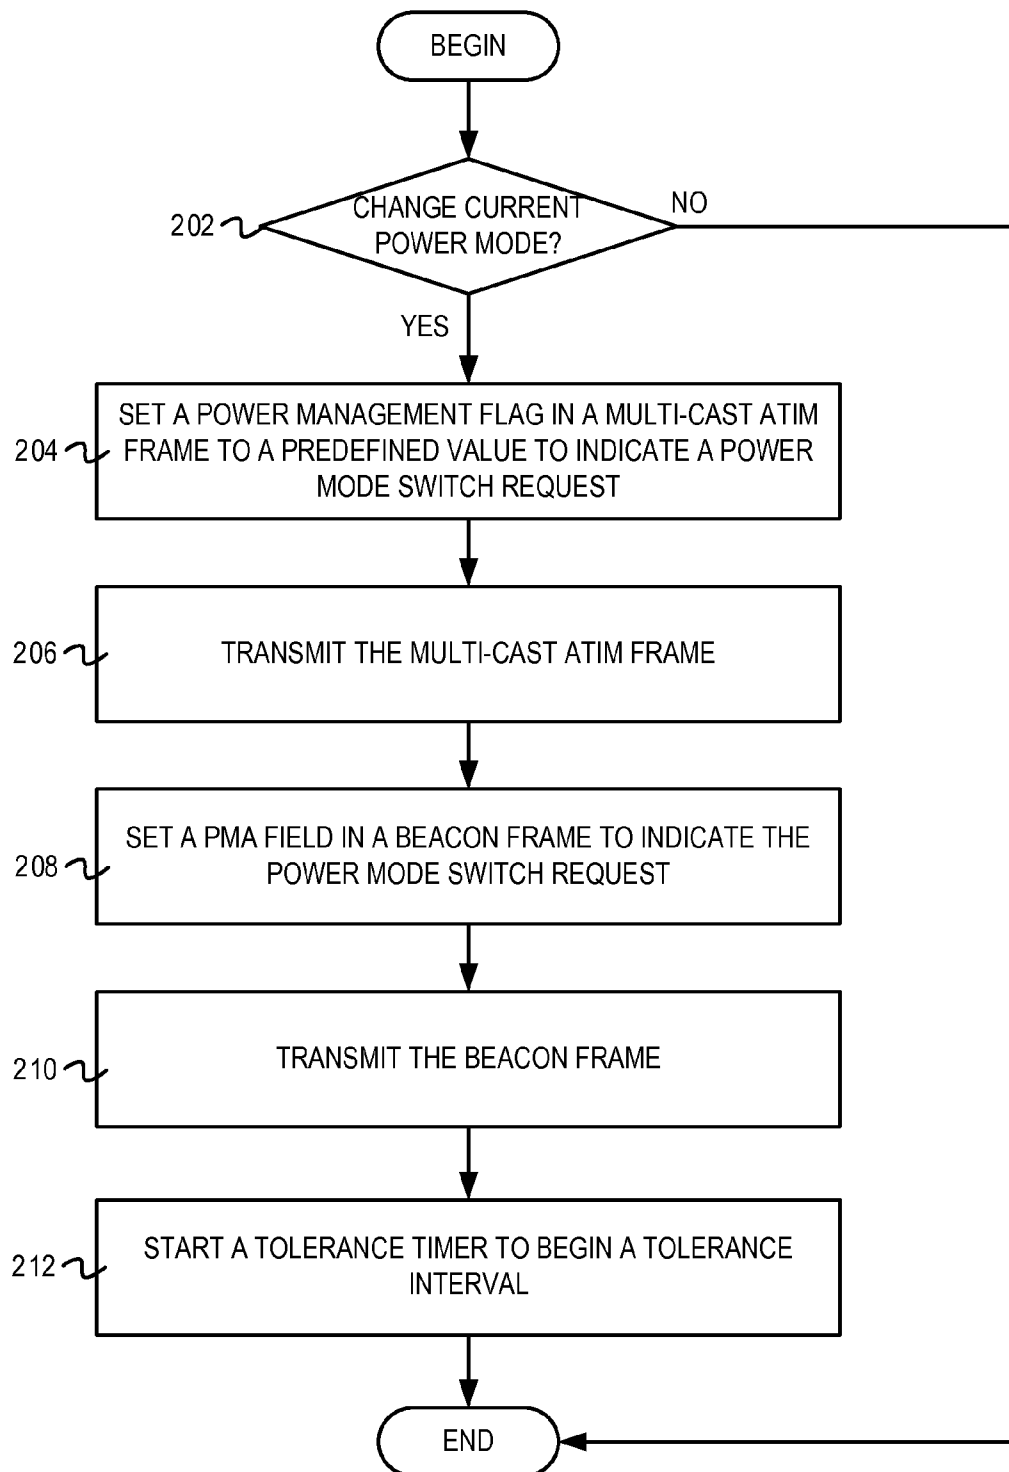 BEGIN
202
CHANGE CURRENT
POWER MODE?
NO
YES
204
SET A POWER MANAGEMENT FLAG IN A MULTI-CAST ATIM
FRAME TO A PREDEFINED VALUE TO INDICATE A POWER
MODE SWITCH REQUEST
206
TRANSMIT THE MULTI-CAST ATIM FRAME
208
SET A PMA FIELD IN A BEACON FRAME TO INDICATE THE
POWER MODE SWITCH REQUEST
210
TRANSMIT THE BEACON FRAME
212
START A TOLERANCE TIMER TO BEGIN A TOLERANCE
INTERVAL
END